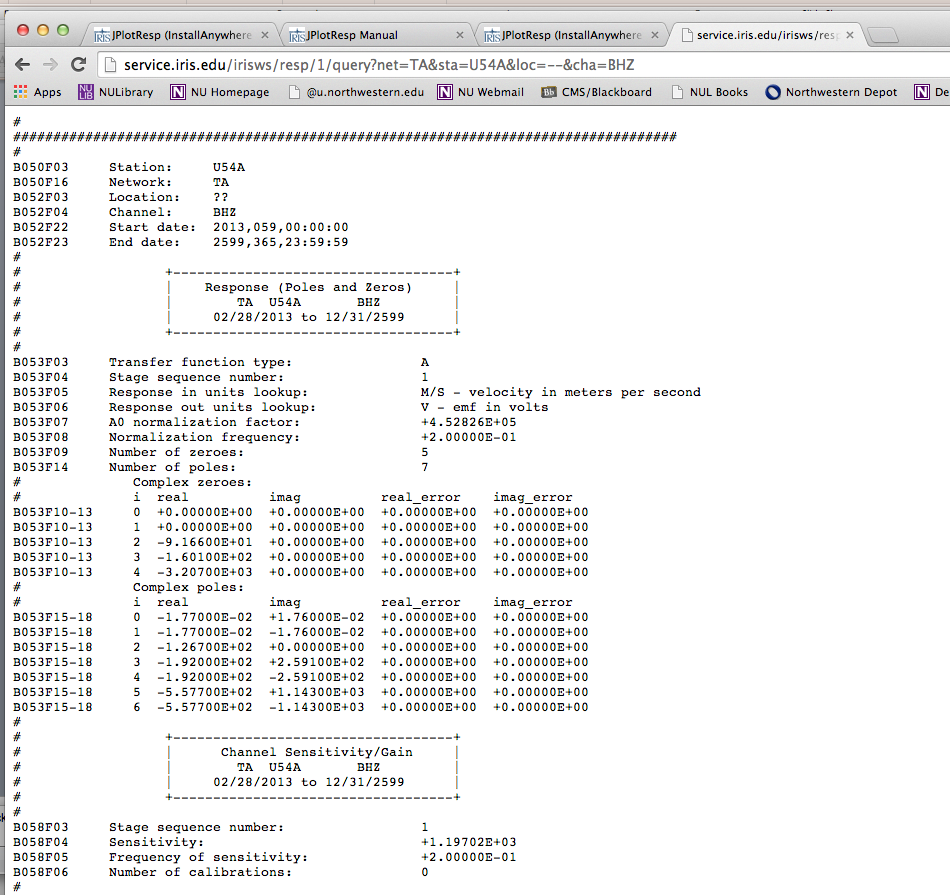 JPlotResp (InstallAnywhere
JPlotResp Manual
JPlotResp (InstallAnywhere
service.iris.edu/irisws/resp
service.iris.edu/irisws/resp/1/query?net=TA&sta=U54A&loc=--&cha=BHZ
Apps NULibrary NU Homepage @u.northwestern.edu NU Webmail CMS/Blackboard NUL Books Northwestern Depot De
#
###################################################################################
#
B050F03 Station: U54A
B050F16 Network: TA
B052F03 Location: ??
B052F04 Channel: BHZ
B052F22 Start date: 2013,059,00:00:00
B052F23 End date: 2599,365,23:59:59
#
# +-----------------------------------+
# | Response (Poles and Zeros) |
# | TA U54A BHZ |
# | 02/28/2013 to 12/31/2599 |
# +-----------------------------------+
#
B053F03 Transfer function type: A
B053F04 Stage sequence number: 1
B053F05 Response in units lookup: M/S - velocity in meters per second
B053F06 Response out units lookup: V - emf in volts
B053F07 A0 normalization factor: +4.52826E+05
B053F08 Normalization frequency: +2.00000E-01
B053F09 Number of zeroes: 5
B053F14 Number of poles: 7
# Complex zeroes:
# i real imag real_error imag_error
B053F10-13 0 +0.00000E+00 +0.00000E+00 +0.00000E+00 +0.00000E+00
B053F10-13 1 +0.00000E+00 +0.00000E+00 +0.00000E+00 +0.00000E+00
B053F10-13 2 -9.16600E+01 +0.00000E+00 +0.00000E+00 +0.00000E+00
B053F10-13 3 -1.60100E+02 +0.00000E+00 +0.00000E+00 +0.00000E+00
B053F10-13 4 -3.20700E+03 +0.00000E+00 +0.00000E+00 +0.00000E+00
# Complex poles:
# i real imag real_error imag_error
B053F15-18 0 -1.77000E-02 +1.76000E-02 +0.00000E+00 +0.00000E+00
B053F15-18 1 -1.77000E-02 -1.76000E-02 +0.00000E+00 +0.00000E+00
B053F15-18 2 -1.26700E+02 +0.00000E+00 +0.00000E+00 +0.00000E+00
B053F15-18 3 -1.92000E+02 +2.59100E+02 +0.00000E+00 +0.00000E+00
B053F15-18 4 -1.92000E+02 -2.59100E+02 +0.00000E+00 +0.00000E+00
B053F15-18 5 -5.57700E+02 +1.14300E+03 +0.00000E+00 +0.00000E+00
B053F15-18 6 -5.57700E+02 -1.14300E+03 +0.00000E+00 +0.00000E+00
#
# +-----------------------------------+
# | Channel Sensitivity/Gain |
# | TA U54A BHZ |
# | 02/28/2013 to 12/31/2599 |
# +-----------------------------------+
#
B058F03 Stage sequence number: 1
B058F04 Sensitivity: +1.19702E+03
B058F05 Frequency of sensitivity: +2.00000E-01
B058F06 Number of calibrations: 0
#